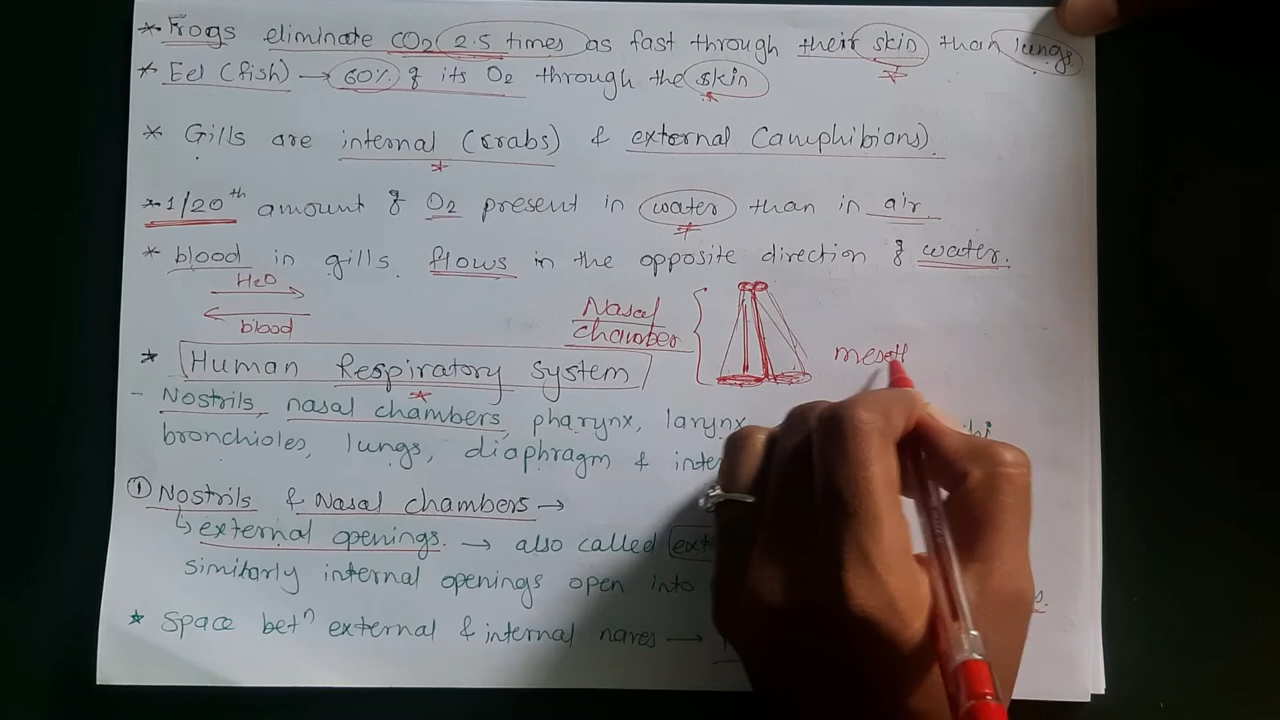 * Frogs eliminate CO2 2.5 times as fast through their skin than lungs
* Eel (fish) → 60% of its O2 through the skin
* Gills are internal (crabs) & external (amphibians).
* 1/20th amount of O2 present in water than in air.
* blood in gills. flows in the opposite direction of water.
H2O
blood
Nasal chamber
* Human Respiratory System
- Nostrils, nasal chambers, pharynx, larynx
bronchioles, lungs, diaphragm &
① Nostrils & Nasal chambers →
↳ external openings. → also called
similarly internal openings open into
* Space betn external & internal nares →